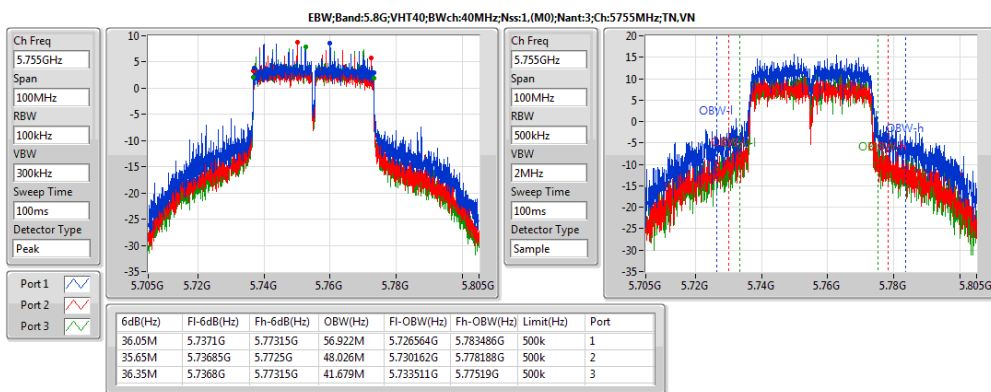 EBW;Band:5.8G;VHT40;BWch:40MHz;Nss:1,(M0);Nant:3;Ch:5755MHz;TN,VN
Ch Freq
5.755GHz
Span
100MHz
RBW
100kHz
VBW
300kHz
Sweep Time
100ms
Detector Type
Peak
10
5
0
-5
-10
-15
-20
-25
-30
-35
5.705G
5.72G
5.74G
5.76G
5.78G
5.805G
Ch Freq
5.755GHz
Span
100MHz
RBW
500kHz
VBW
2MHz
Sweep Time
100ms
Detector Type
Sample
20
15
10
5
0
-5
-10
-15
-20
-25
-30
-35
OBW-l
OBW-h
5.705G
5.72G
5.74G
5.76G
5.78G
5.805G
Port 1
Port 2
Port 3
6dB(Hz) Fl-6dB(Hz) Fh-6dB(Hz) OBW(Hz) Fl-OBW(Hz) Fh-OBW(Hz) Limit(Hz) Port
36.05M 5.7371G 5.77315G 56.922M 5.726564G 5.783486G 500k 1
35.65M 5.73685G 5.7725G 48.026M 5.730162G 5.778188G 500k 2
36.35M 5.7368G 5.77315G 41.679M 5.733511G 5.77519G 500k 3